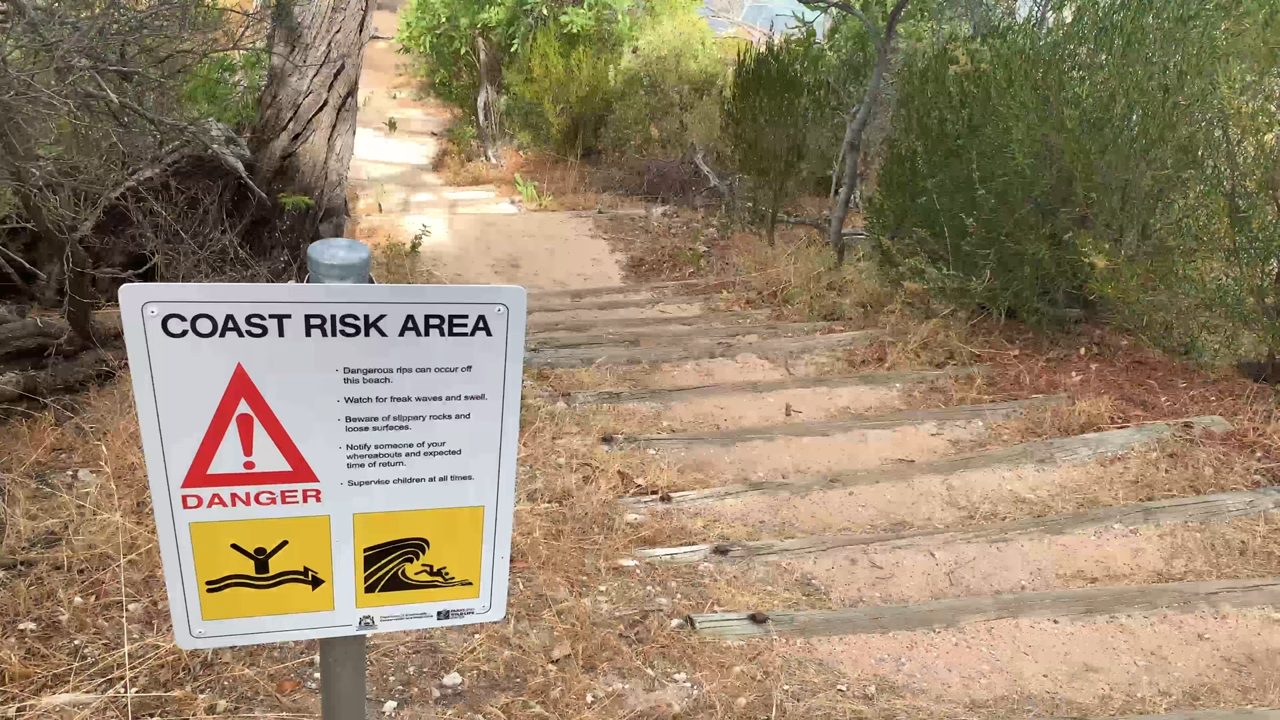 COAST RISK AREA
· Dangerous rips can occur off
this beach.
· Watch for freak waves and swell.
· Beware of slippery rocks and
loose surfaces.
· Notify someone of your
whereabouts and expected
time of return.
· Supervise children at all times.
DANGER